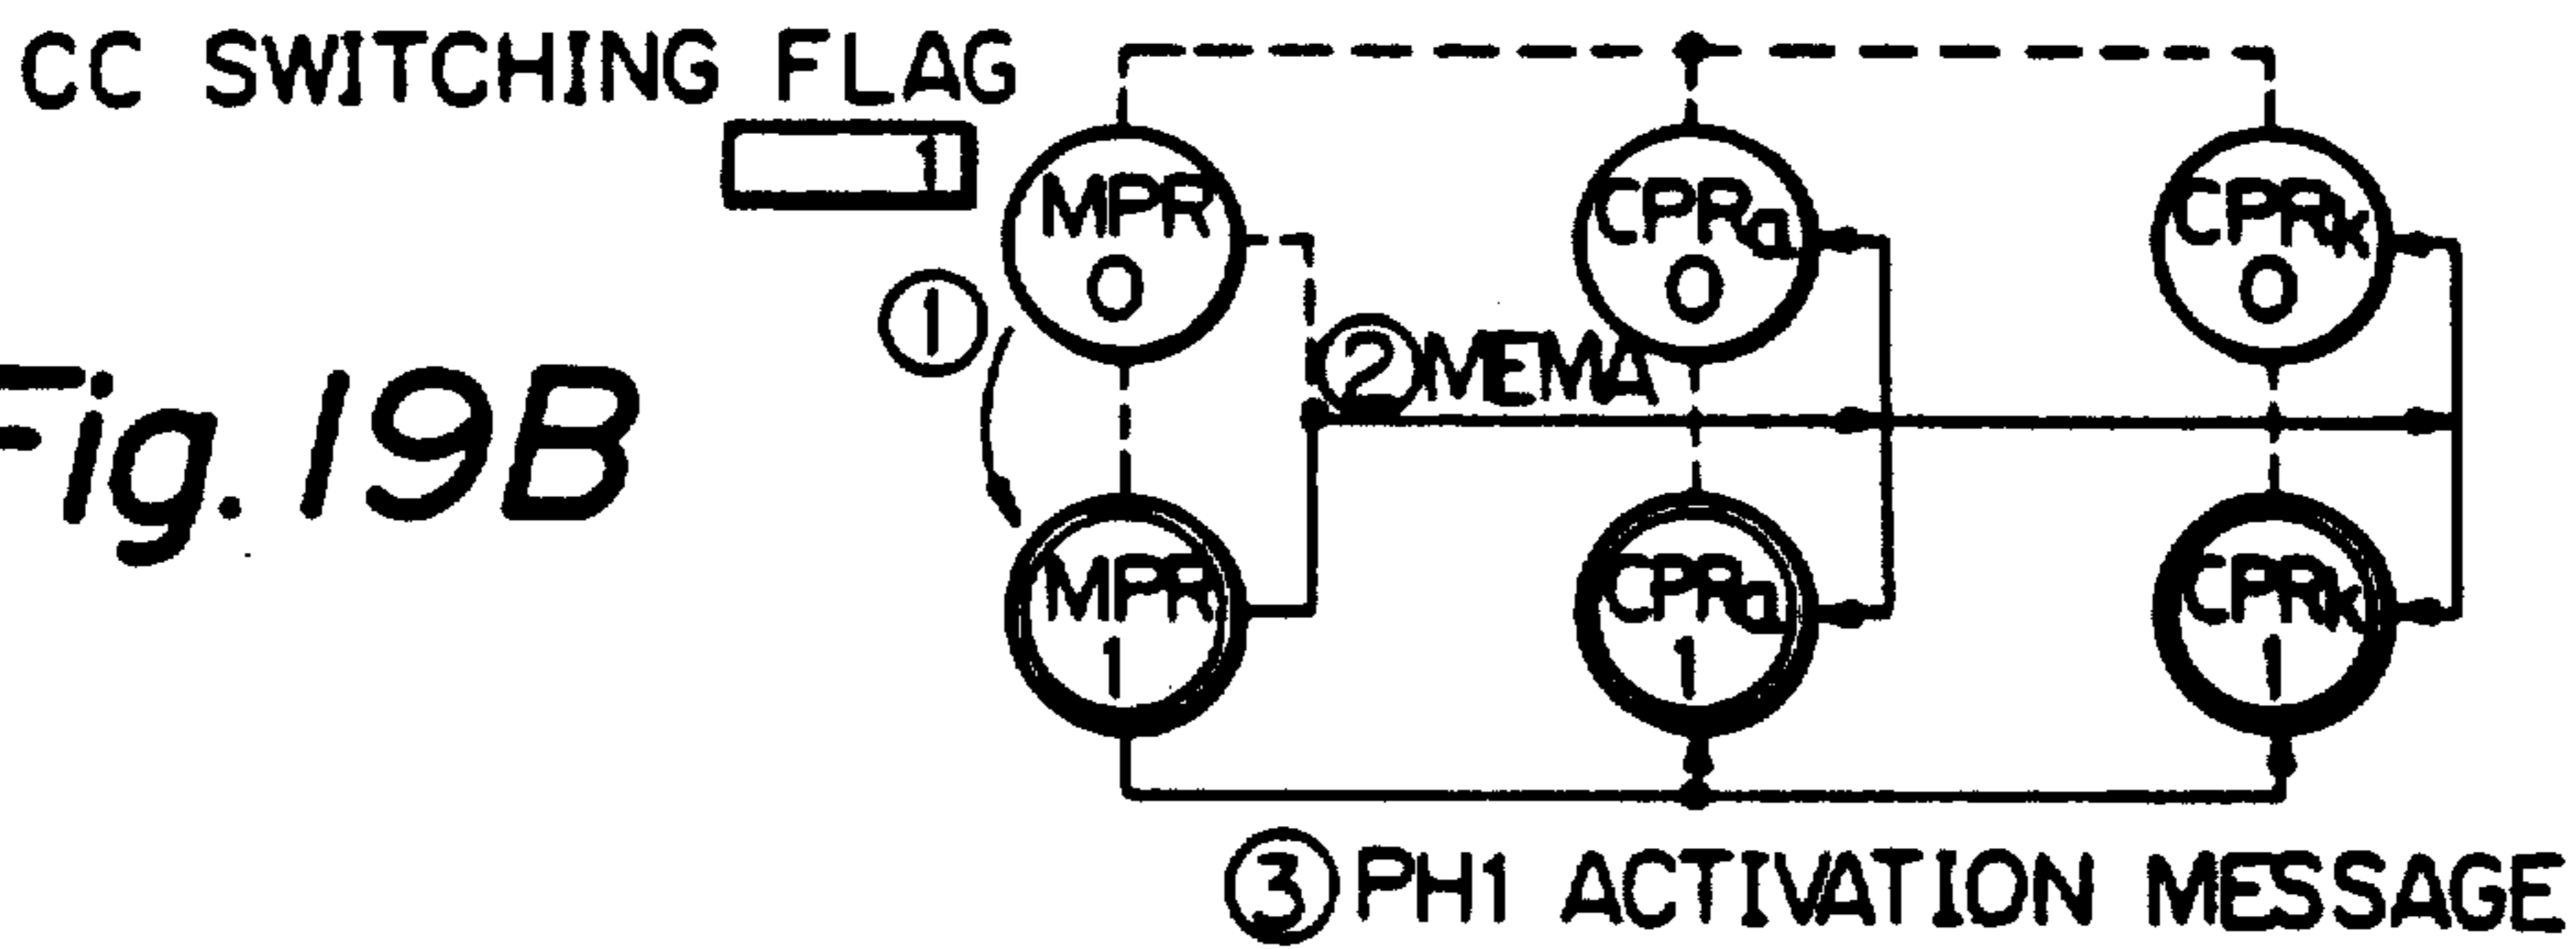 CC SWITCHING FLAG
1
MPR
0
CPRa
0
CPRk
0
①
②MEMA
Fig. 19B
MPR
1
CPRa
1
CPRk
1
③PH1 ACTIVATION MESSAGE